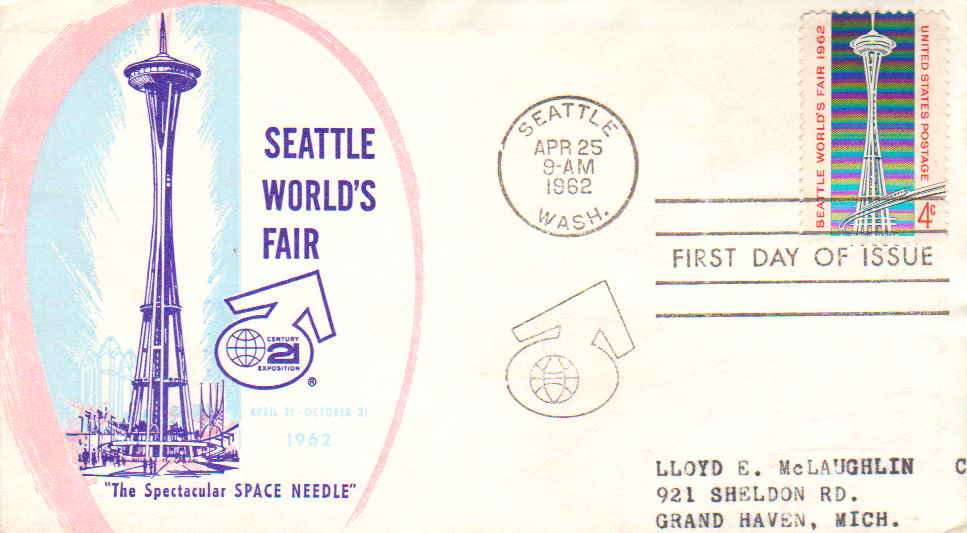 SEATTLE
WORLD'S
FAIR
CENTURY
21
EXPOSITION
®
APRIL 21 - OCTOBER 21
1962
"The Spectacular SPACE NEEDLE"
SEATTLE
APR 25
9-AM
1962
WASH.
SEATTLE WORLD'S FAIR 1962
UNITED STATES POSTAGE
4c
FIRST DAY OF ISSUE
LLOYD E. McLAUGHLIN C
921 SHELDON RD.
GRAND HAVEN, MICH.